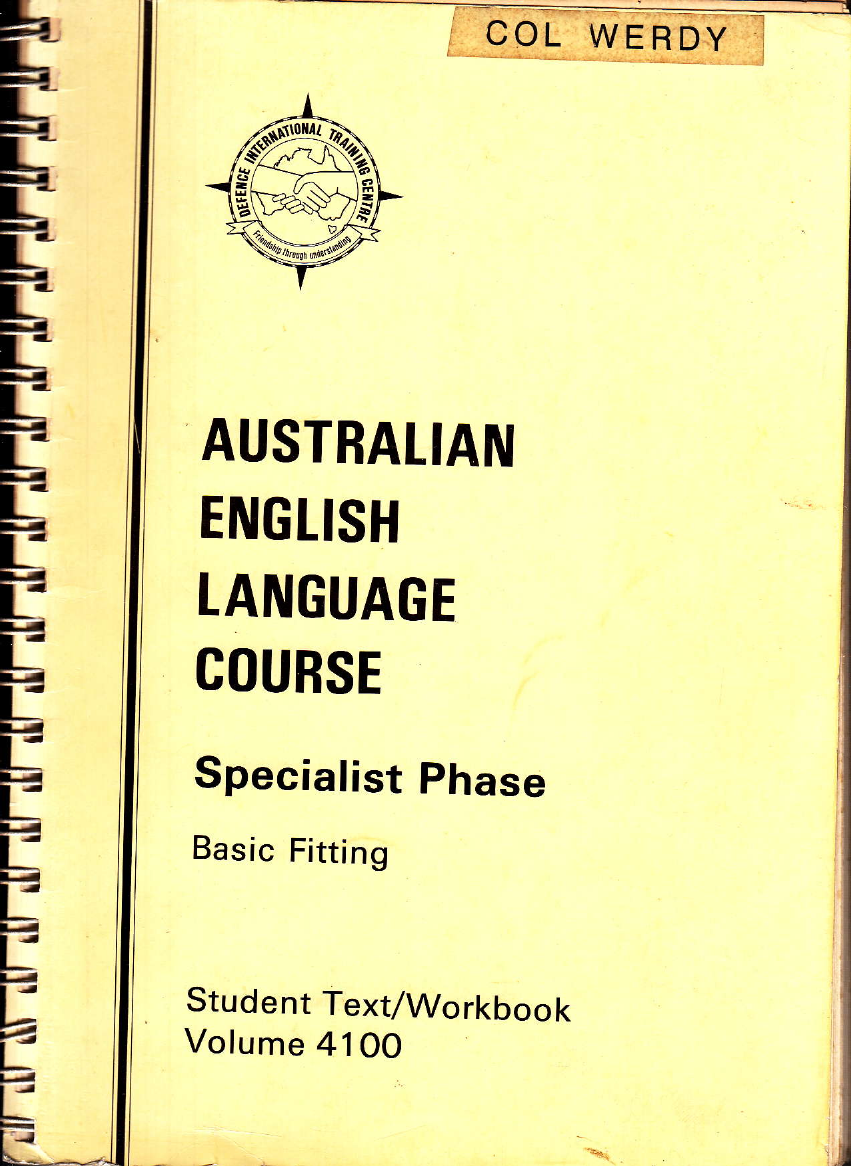 COL WERDY
DEFENCE INTERNATIONAL TRAINING CENTRE
Friendship through understanding
AUSTRALIAN
ENGLISH
LANGUAGE
COURSE
Specialist Phase
Basic Fitting
Student Text/Workbook
Volume 4100